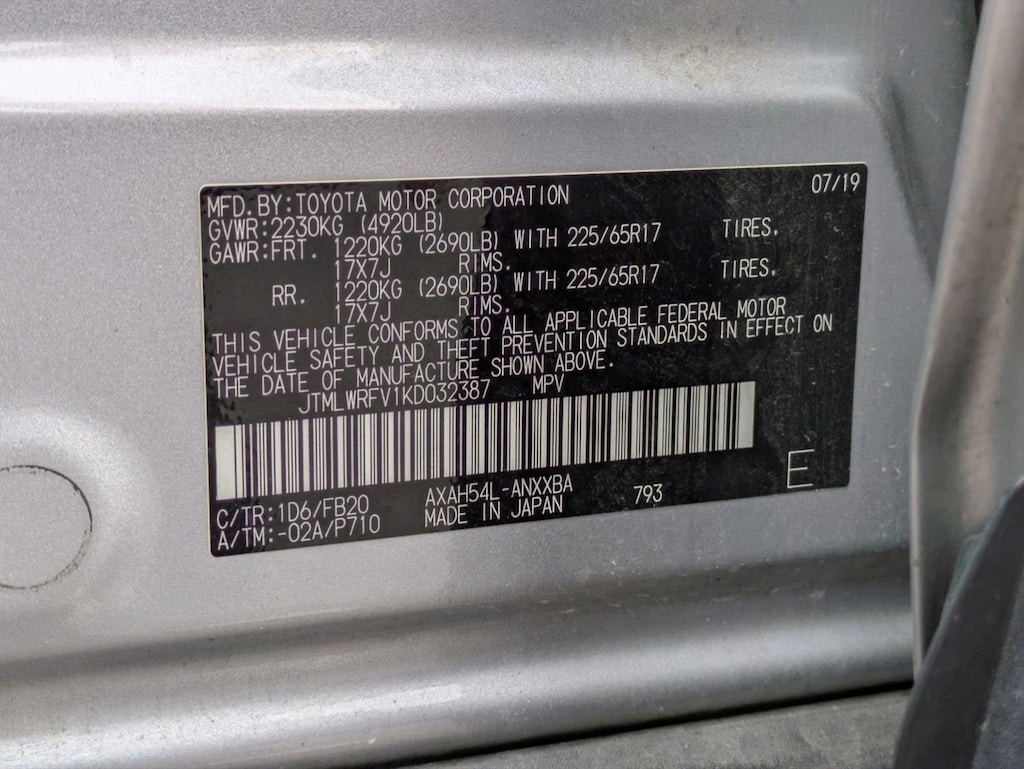 07/19
MFD.BY:TOYOTA MOTOR CORPORATION
GVWR:2230KG (4920LB)
GAWR:FRT. 1220KG (2690LB) WITH 225/65R17 TIRES.
17X7J RIMS.
RR. 1220KG (2690LB) WITH 225/65R17 TIRES.
17X7J RIMS.
THIS VEHICLE CONFORMS TO ALL APPLICABLE FEDERAL MOTOR
VEHICLE SAFETY AND THEFT PREVENTION STANDARDS IN EFFECT ON
THE DATE OF MANUFACTURE SHOWN ABOVE.
JTMLWRFV1KD032387 MPV
C/TR:1D6/FB20 AXAH54L-ANXXBA 793 E
A/TM:-02A/P710 MADE IN JAPAN